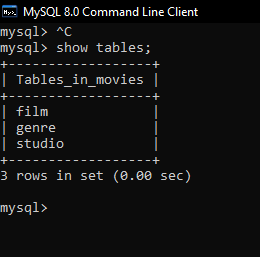 MySQL 8.0 Command Line Client
mysql> ^C
mysql> show tables;
+------------------+
| Tables_in_movies |
+------------------+
| film             |
| genre            |
| studio           |
+------------------+
3 rows in set (0.00 sec)
mysql>